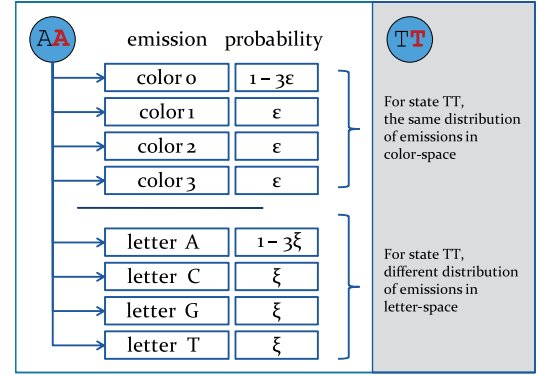 AA emission probability TT
color 0 1 – 3ε
color 1 ε
color 2 ε
color 3 ε
For state TT,
the same distribution
of emissions in
color-space
letter A 1 – 3ξ
letter C ξ
letter G ξ
letter T ξ
For state TT,
different distribution
of emissions in
letter-space